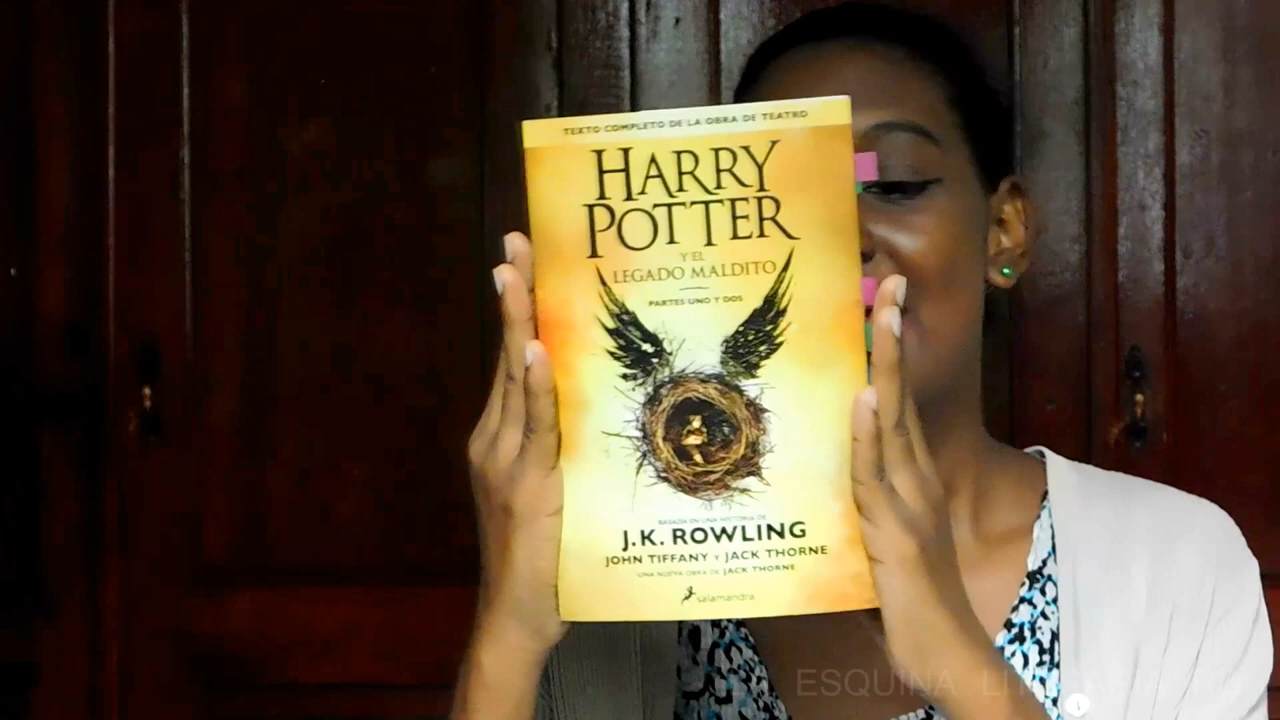 TEXTO COMPLETO DE LA OBRA DE TEATRO
HARRY
POTTER
Y EL
LEGADO MALDITO
PARTES UNO Y DOS
BASADA EN UNA HISTORIA DE
J.K. ROWLING
JOHN TIFFANY Y JACK THORNE
UNA NUEVA OBRA DE JACK THORNE
salamandra
ESQUINA